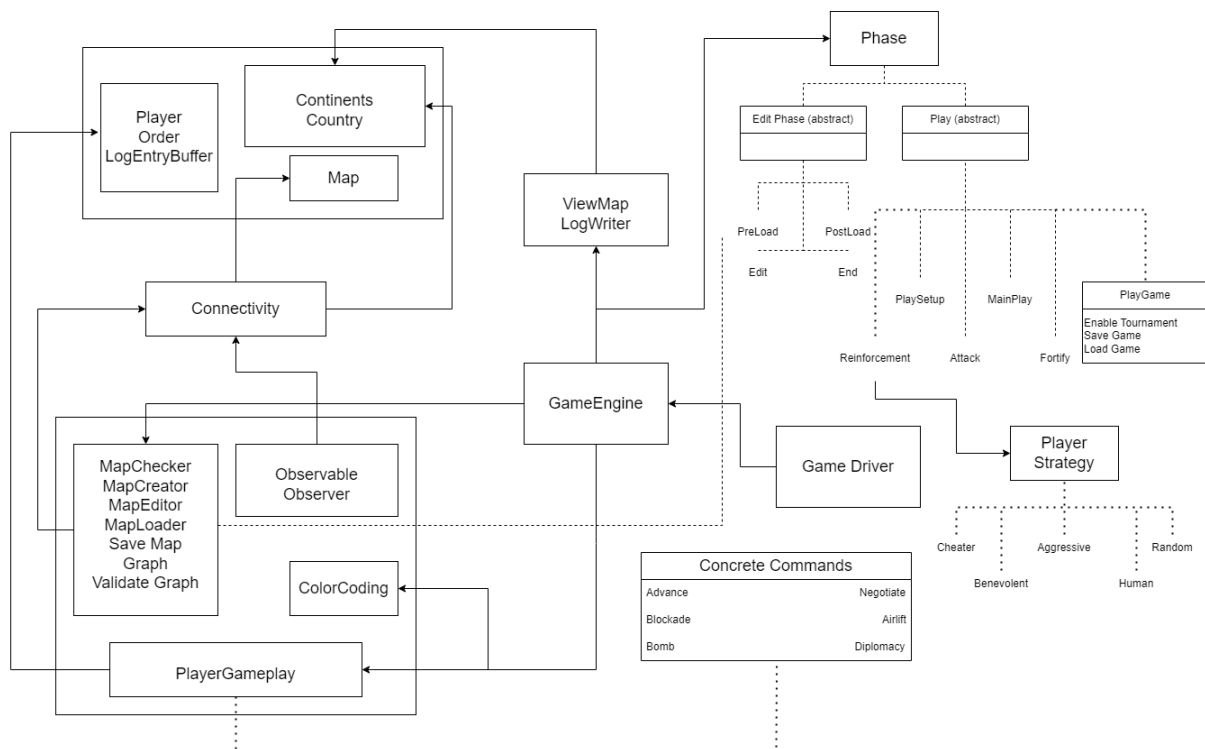 Phase
Continents
Country
Player
Order
LogEntryBuffer
Edit Phase (abstract)
Play (abstract)
Map
ViewMap
LogWriter
PreLoad
PostLoad
Edit
End
Connectivity
PlaySetup
MainPlay
PlayGame
Enable Tournament
Save Game
Load Game
Reinforcement
Attack
Fortify
GameEngine
Game Driver
Player
Strategy
MapChecker
MapCreator
MapEditor
MapLoader
Save Map
Graph
Validate Graph
Observable
Observer
Cheater
Aggressive
Random
Benevolent
Human
Concrete Commands
Advance
Negotiate
Blockade
Airlift
Bomb
Diplomacy
ColorCoding
PlayerGameplay